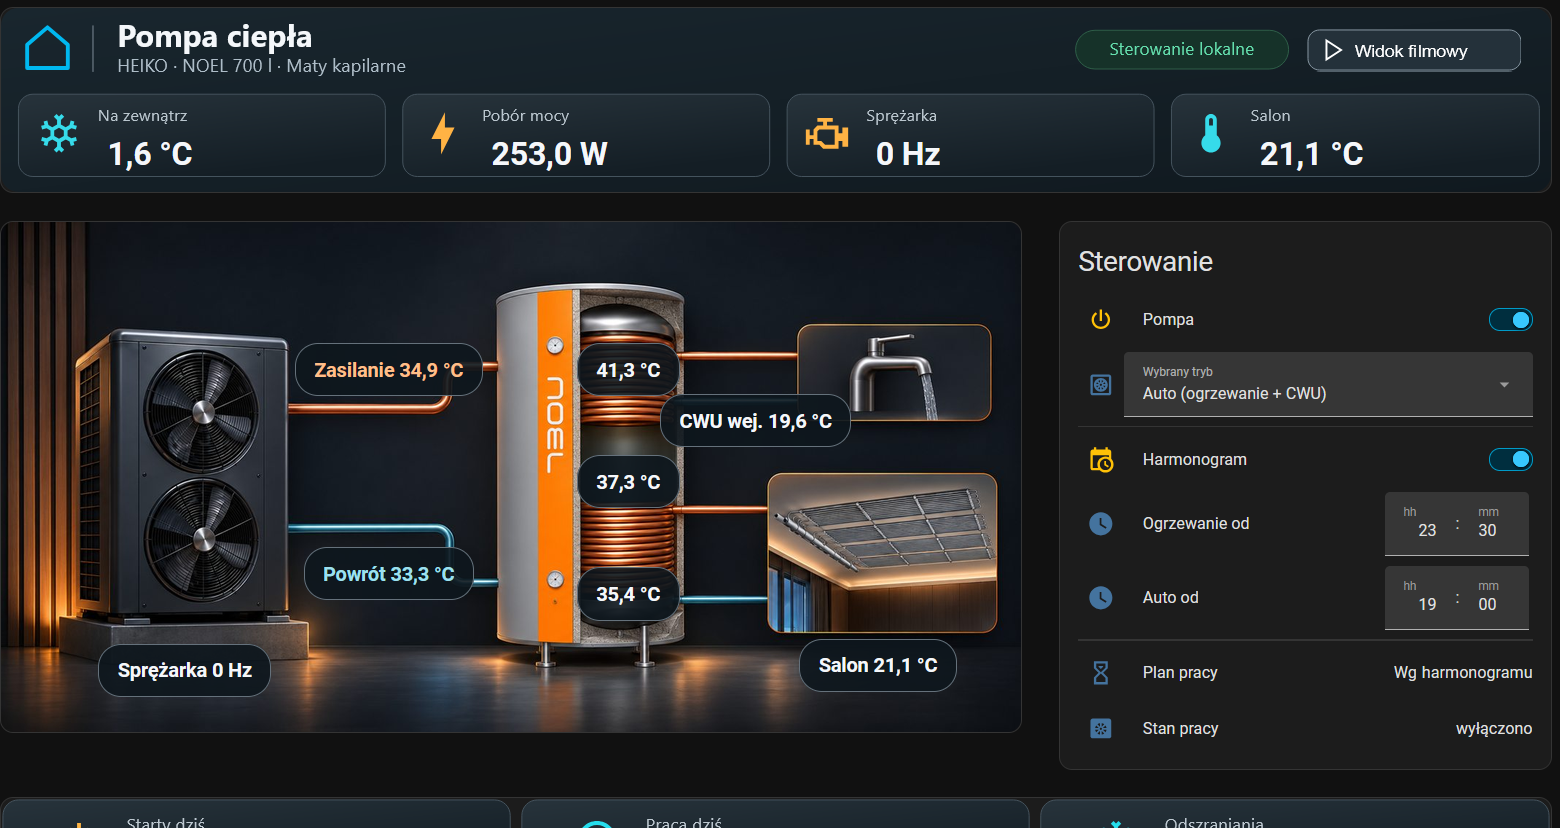 Pompa ciepła
HEIKO · NOEL 700 l · Maty kapilarne
Sterowanie lokalne
Widok filmowy
Na zewnątrz
1,6 °C
Pobór mocy
253,0 W
Sprężarka
0 Hz
Salon
21,1 °C
Zasilanie 34,9 °C
Powrót 33,3 °C
Sprężarka 0 Hz
NOEL
41,3 °C
CWU wej. 19,6 °C
37,3 °C
35,4 °C
Salon 21,1 °C
Sterowanie
Pompa
Wybrany tryb
Auto (ogrzewanie + CWU)
Harmonogram
Ogrzewanie od
hh mm
23 : 30
Auto od
hh mm
19 : 00
Plan pracy Wg harmonogramu
Stan pracy wyłączono
Starty dziś
Praca dziś
Odszraniania